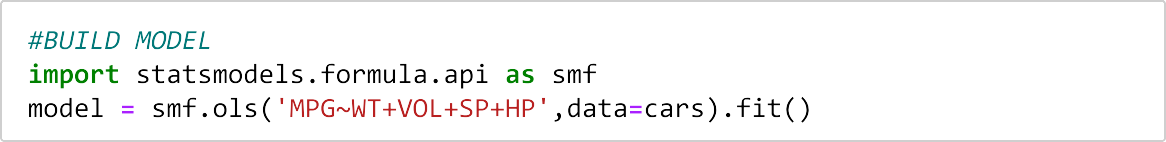 #BUILD MODEL
import statsmodels.formula.api as smf
model = smf.ols('MPG~WT+VOL+SP+HP',data=cars).fit()